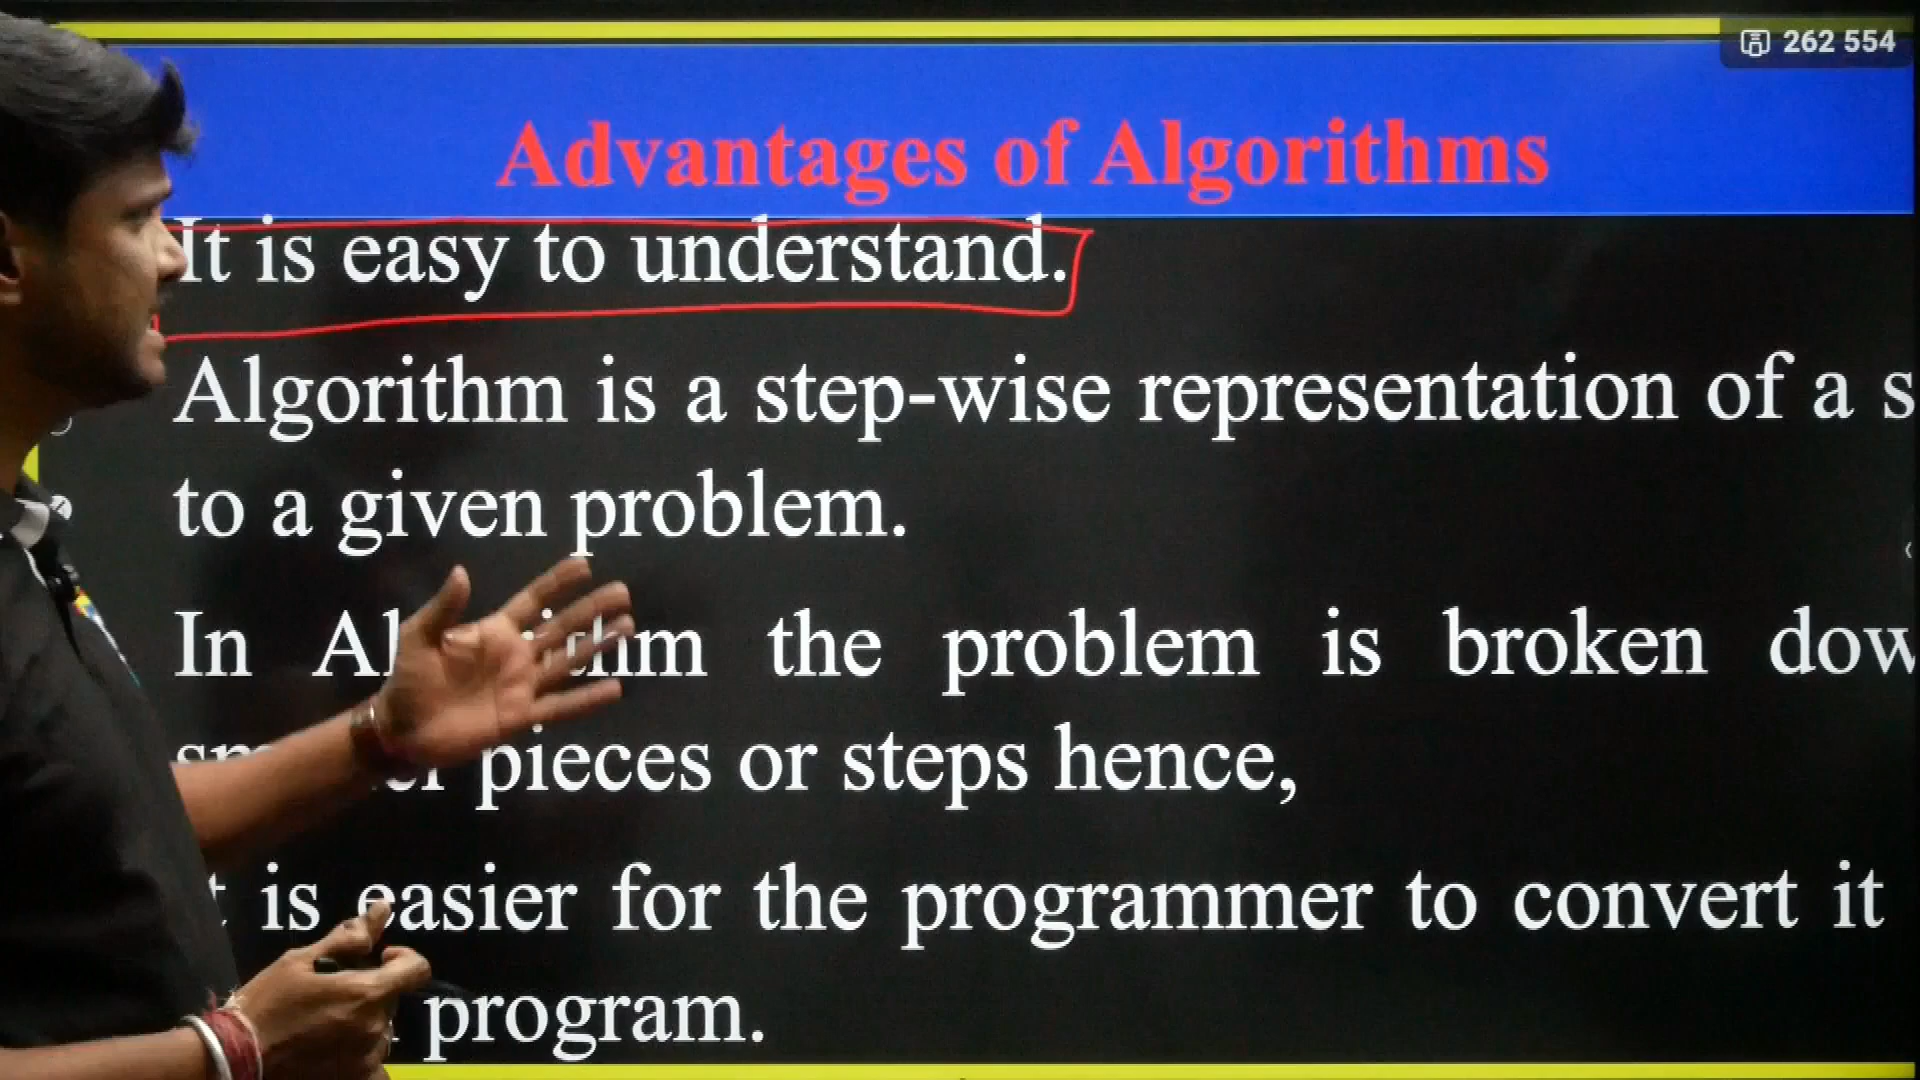 262 554
Advantages of Algorithms
It is easy to understand.
Algorithm is a step-wise representation of a
to a given problem.
In the problem is broken
pieces or steps hence,
is easier for the programmer to convert it
program.